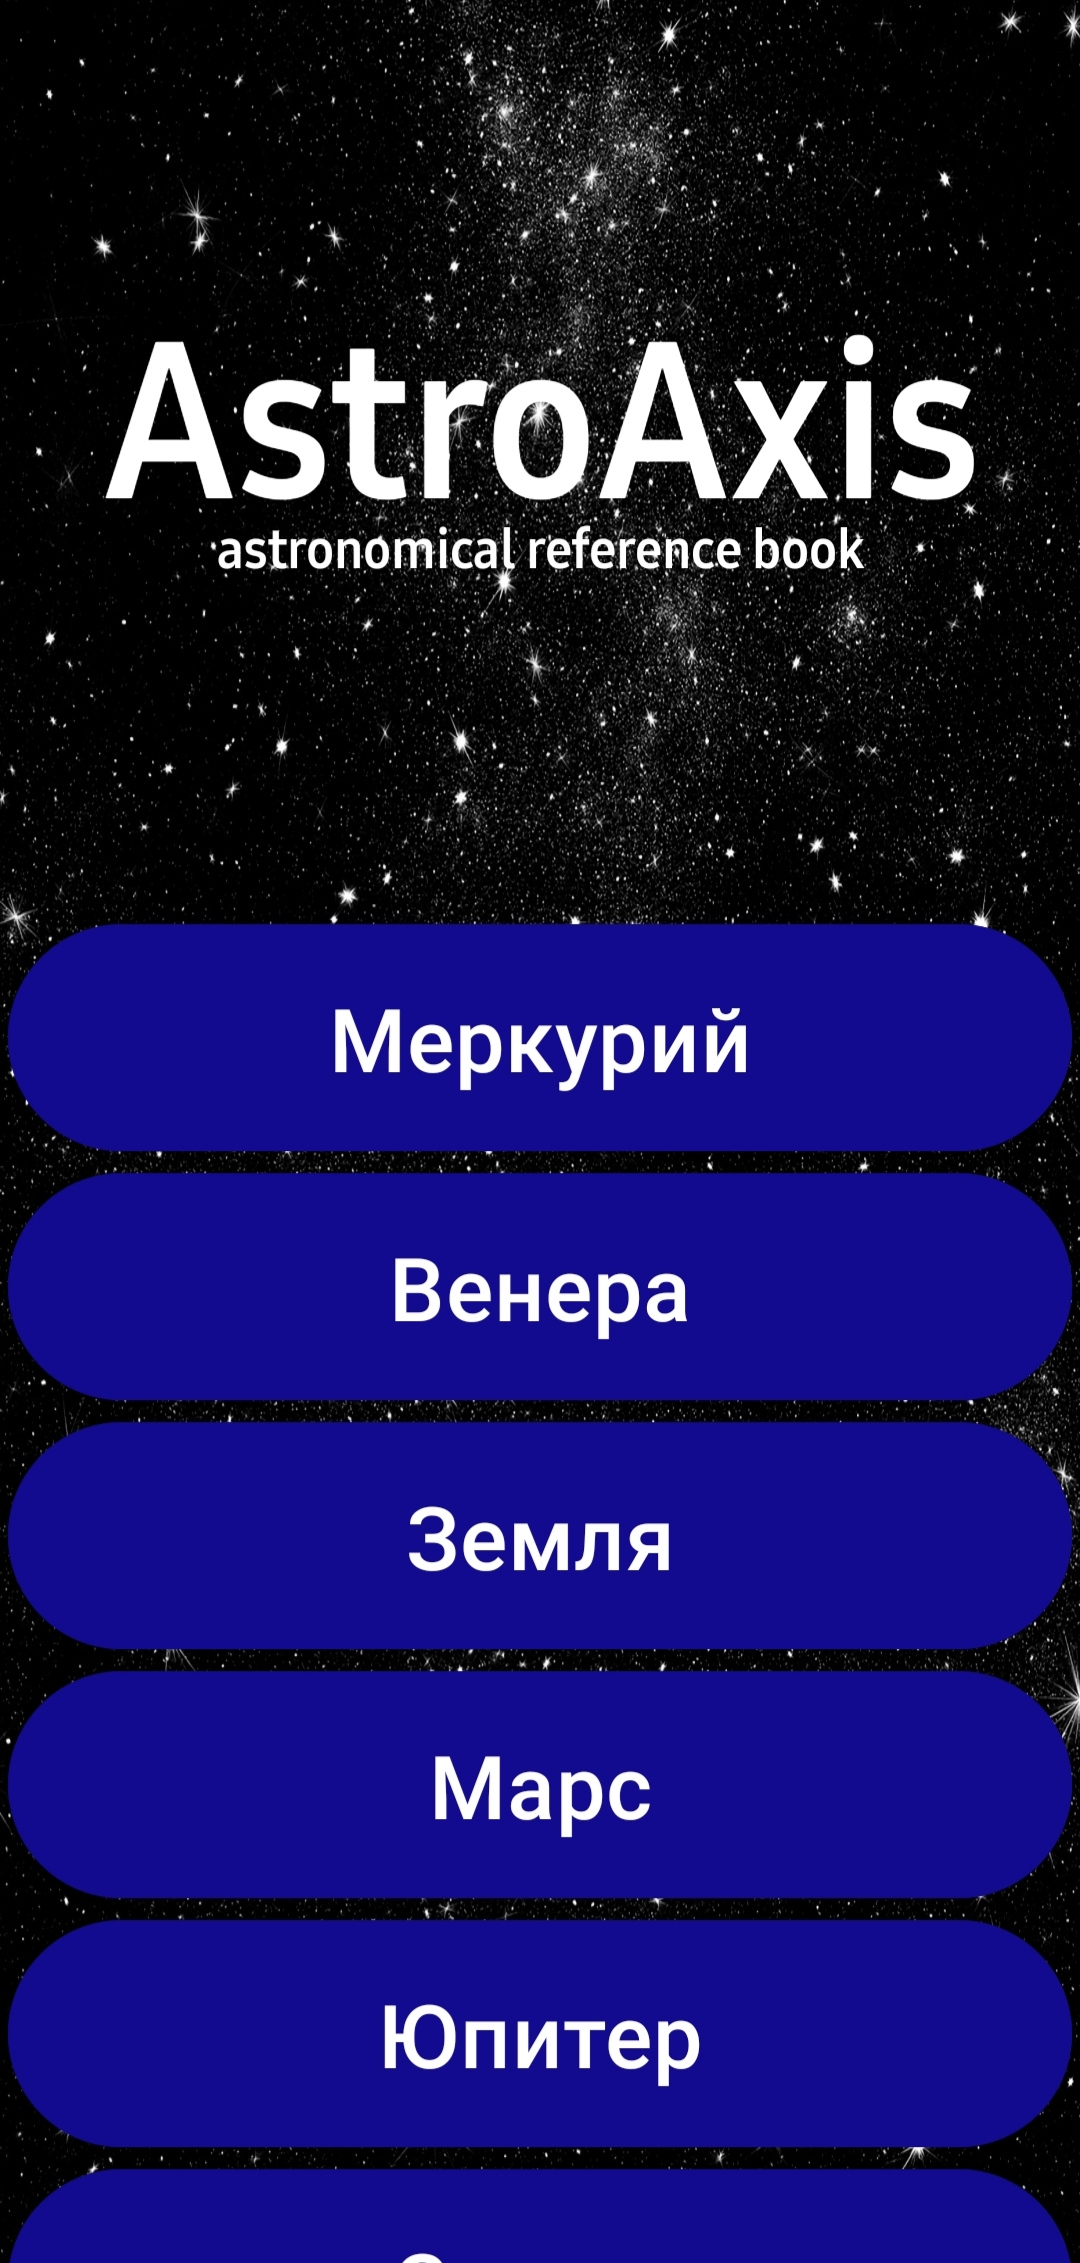 AstroAxis
astronomical reference book
Меркурий
Венера
Земля
Марс
Юпитер